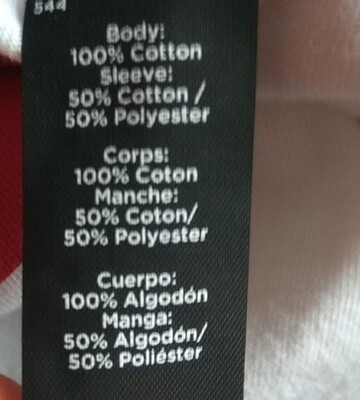 544
Body:
100% Cotton
Sleeve:
50% Cotton /
50% Polyester
Corps:
100% Coton
Manche:
50% Coton/
50% Polyester
Cuerpo:
100% Algodón
Manga:
50% Algodón/
50% Poliéster